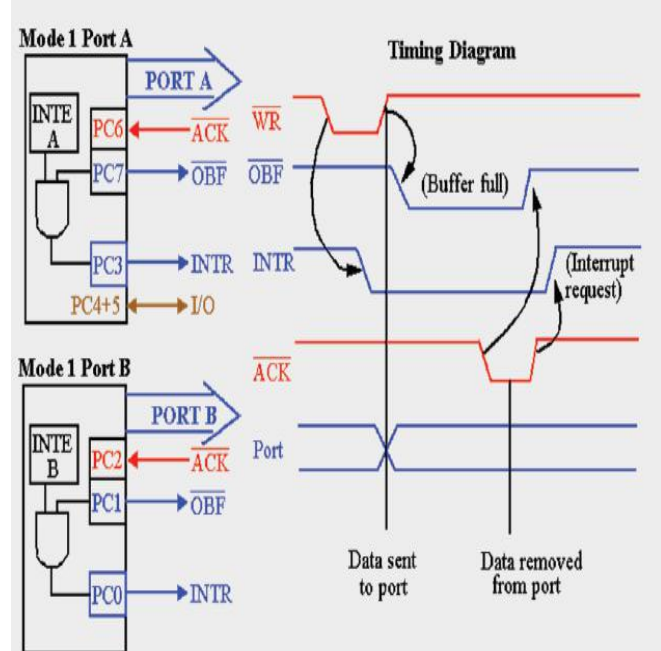 Mode 1 Port A
PORT A
INTE
A
PC6
ACK
PC7
OBF
PC3
INTR
PC4+5
I/O
Mode 1 Port B
PORT B
INTE
B
PC2
ACK
PC1
OBF
PC0
INTR
Timing Diagram
WR
OBF
(Buffer full)
INTR
(Interrupt
request)
ACK
Port
Data sent
to port
Data removed
from port